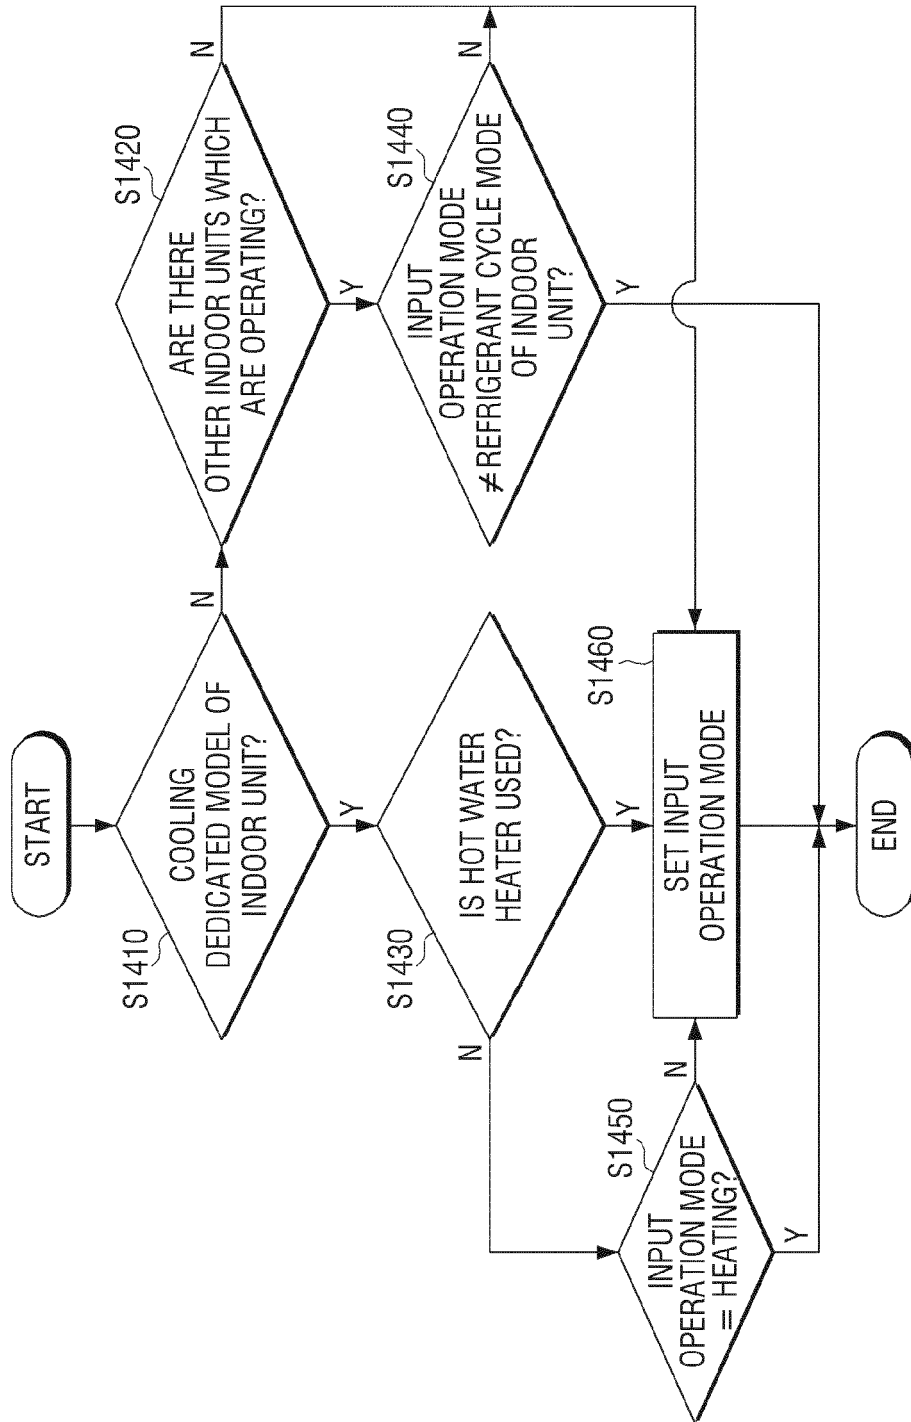 START
COOLING
DEDICATED MODEL OF
INDOOR UNIT?
S1410
N
Y
ARE THERE
OTHER INDOOR UNITS WHICH
ARE OPERATING?
S1420
N
Y
IS HOT WATER
HEATER USED?
S1430
N
Y
INPUT
OPERATION MODE
≠REFRIGERANT CYCLE MODE
OF INDOOR
UNIT?
S1440
N
Y
INPUT
OPERATION MODE
= HEATING?
S1450
N
Y
SET INPUT
OPERATION MODE
S1460
END